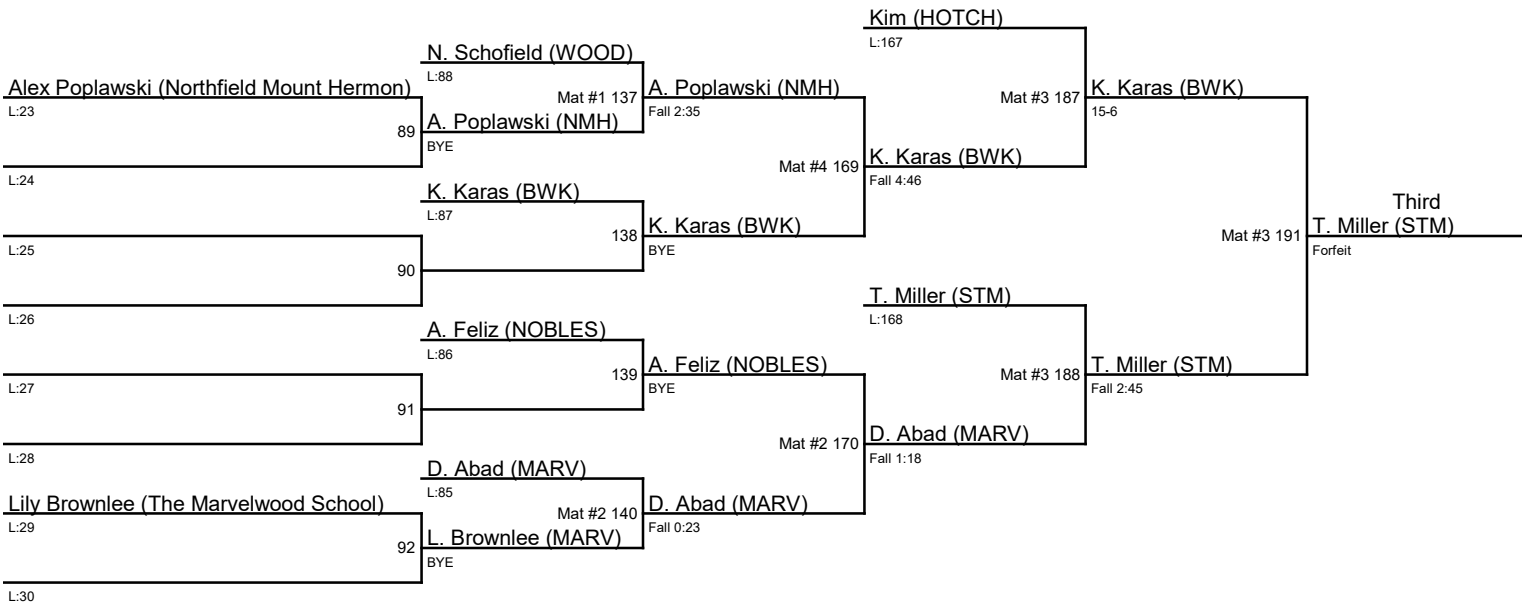 Kim (HOTCH)
L:167
N. Schofield (WOOD)
L:88
Alex Poplawski (Northfield Mount Hermon)
L:23
Mat #1 137
A. Poplawski (NMH)
Fall 2:35
Mat #3 187
K. Karas (BWK)
15-6
89
A. Poplawski (NMH)
BYE
L:24
Mat #4 169
K. Karas (BWK)
Fall 4:46
K. Karas (BWK)
L:87
138
K. Karas (BWK)
BYE
L:25
90
L:26
Third
Mat #3 191
T. Miller (STM)
Forfeit
T. Miller (STM)
L:168
A. Feliz (NOBLES)
L:86
139
A. Feliz (NOBLES)
BYE
Mat #3 188
T. Miller (STM)
Fall 2:45
L:27
91
L:28
Mat #2 170
D. Abad (MARV)
Fall 1:18
D. Abad (MARV)
L:85
Lily Brownlee (The Marvelwood School)
L:29
Mat #2 140
D. Abad (MARV)
Fall 0:23
92
L. Brownlee (MARV)
BYE
L:30